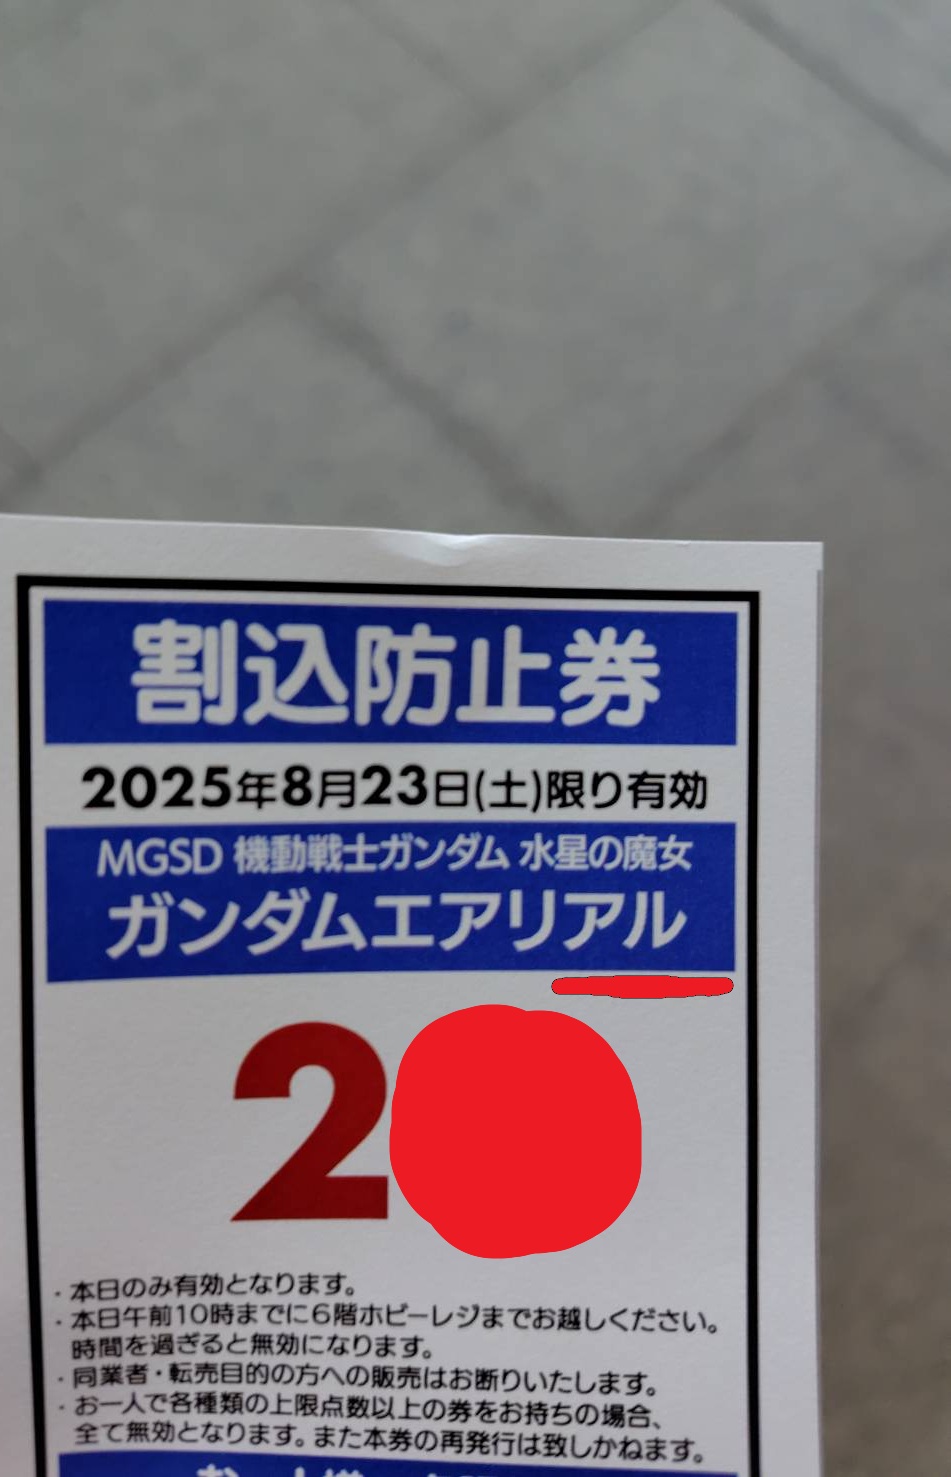 割込防止券
2025年8月23日(土)限り有効
MGSD 機動戦士ガンダム 水星の魔女
ガンダムエアリアル
2
・本日のみ有効となります。
・本日午前10時までに6階ホビーレジまでお越しください。
時間を過ぎると無効になります。
・同業者・転売目的の方への販売はお断りいたします。
・お一人で各種類の上限点数以上の券をお持ちの場合、
全て無効となります。また本券の再発行は致しかねます。